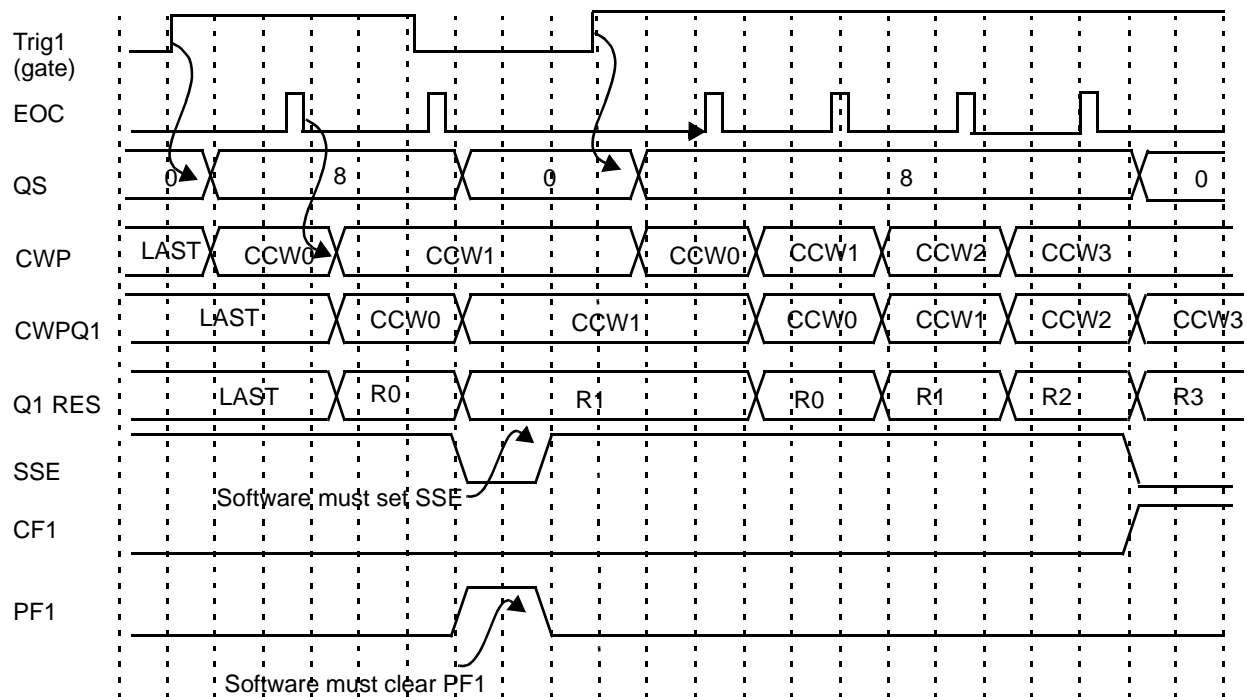 Trig1
(gate)
EOC
QS
0
8
0
8
0
CWP
LAST
CCW0
CCW1
CCW0
CCW1
CCW2
CCW3
CWPQ1
LAST
CCW0
CCW1
CCW0
CCW1
CCW2
CCW3
Q1 RES
LAST
R0
R1
R0
R1
R2
R3
SSE
Software must set SSE
CF1
PF1
Software must clear PF1